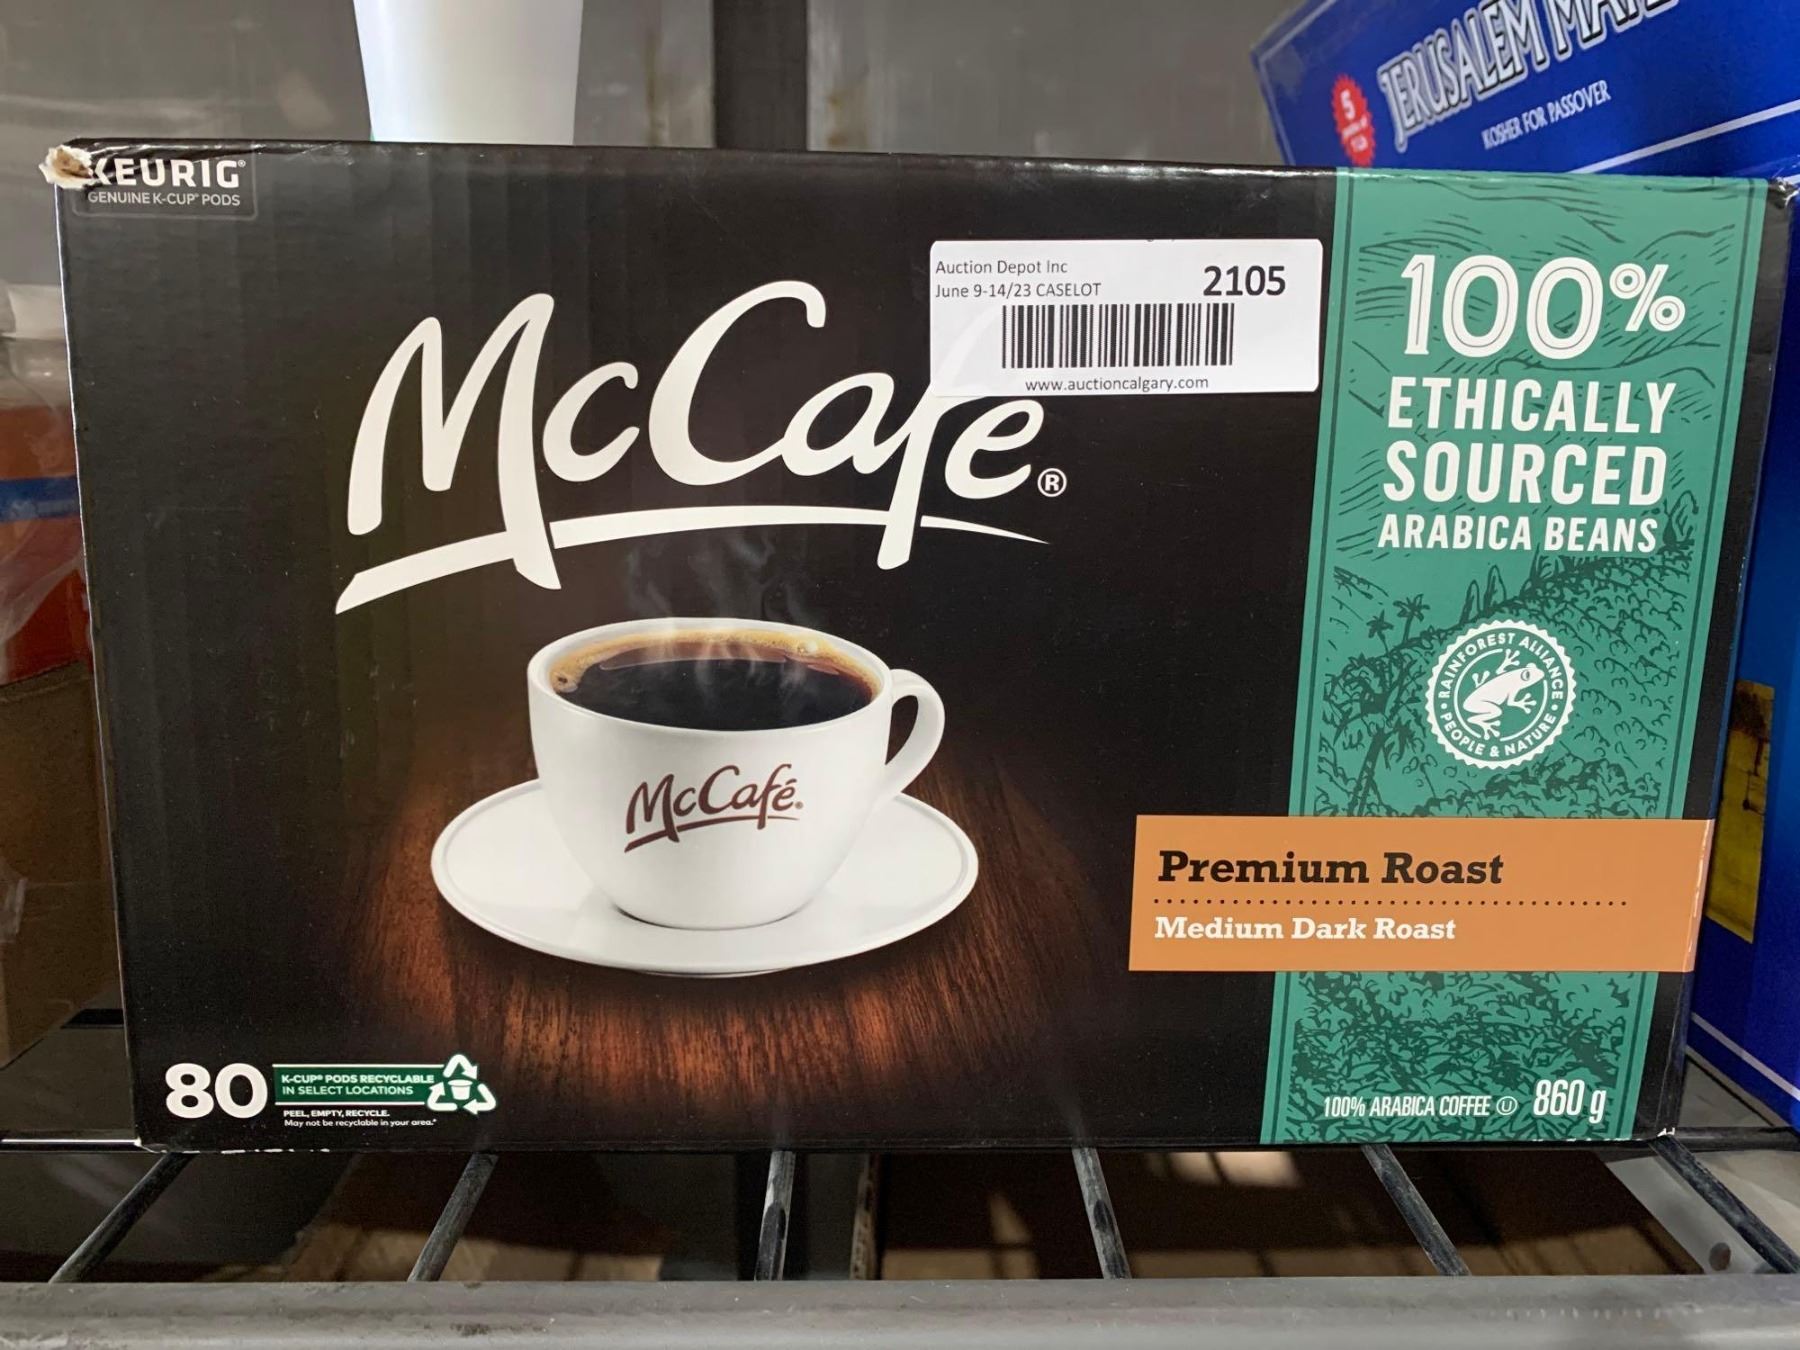 KEURIG®
GENUINE K-CUP® PODS
Auction Depot Inc
June 9-14/23 CASELOT
2105
www.auctioncalgary.com
McCafe®
McCafé®
100%
ETHICALLY
SOURCED
ARABICA BEANS
RAINFOREST ALLIANCE
PEOPLE & NATURE
Premium Roast
Medium Dark Roast
80
K-CUP® PODS RECYCLABLE
IN SELECT LOCATIONS
PEEL, EMPTY, RECYCLE.
May not be recyclable in your area.*
100% ARABICA COFFEE Ⓤ 860 g
JERUSALEM
5
KOSHER FOR PASSOVER